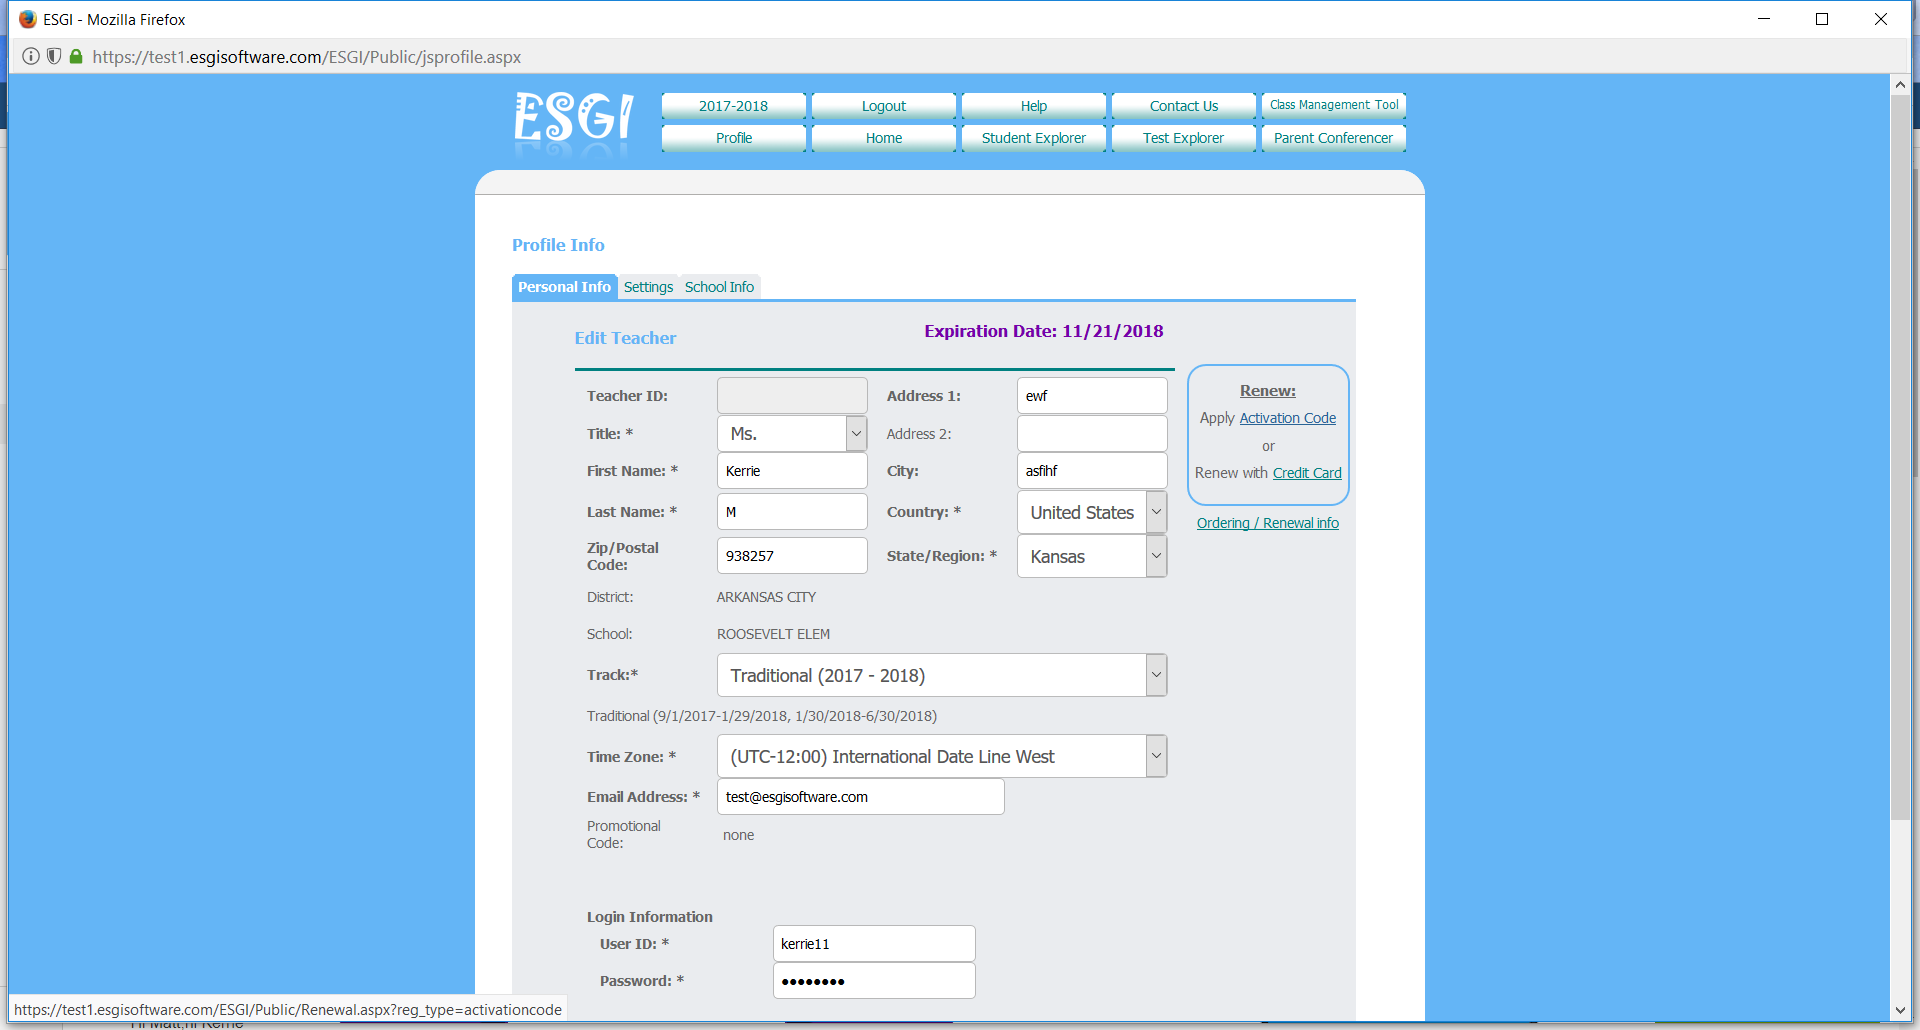 ESGI - Mozilla Firefox
https://test1.esgisoftware.com/ESGI/Public/jsprofile.aspx
ESGI
2017-2018 Logout Help Contact Us Class Management Tool
Profile Home Student Explorer Test Explorer Parent Conferencer
Profile Info
Personal Info Settings School Info
Edit Teacher Expiration Date: 11/21/2018
Teacher ID: Address 1: ewf
Title: * Ms. Address 2:
First Name: * Kerrie City: asfihf
Last Name: * M Country: * United States
Zip/Postal
Code: 938257 State/Region: * Kansas
Renew:
Apply Activation Code
or
Renew with Credit Card
Ordering / Renewal info
District: ARKANSAS CITY
School: ROOSEVELT ELEM
Track:* Traditional (2017 - 2018)
Traditional (9/1/2017-1/29/2018, 1/30/2018-6/30/2018)
Time Zone: * (UTC-12:00) International Date Line West
Email Address: * test@esgisoftware.com
Promotional
Code: none
Login Information
User ID: * kerrie11
Password: * ●●●●●●●●
https://test1.esgisoftware.com/ESGI/Public/Renewal.aspx?reg_type=activationcode